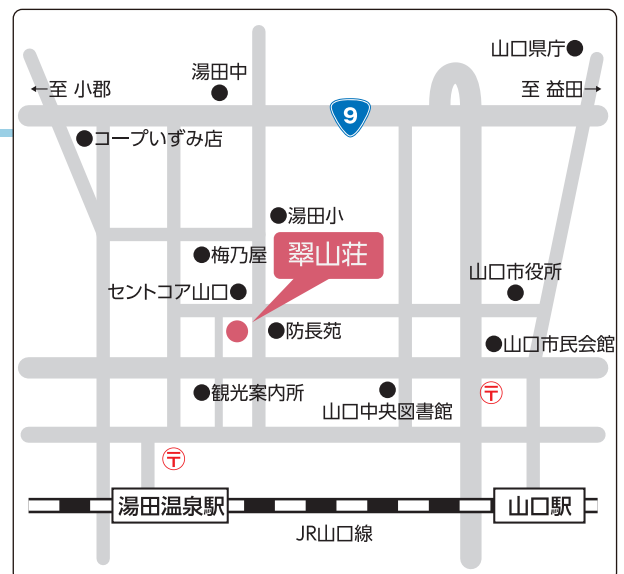 山口県庁
湯田中
←至 小郡
至 益田→
9
コープいずみ店
湯田小
梅乃屋
翠山荘
セントコア山口
山口市役所
防長苑
山口市民会館
観光案内所
山口中央図書館
〒
〒
湯田温泉駅
山口駅
JR山口線